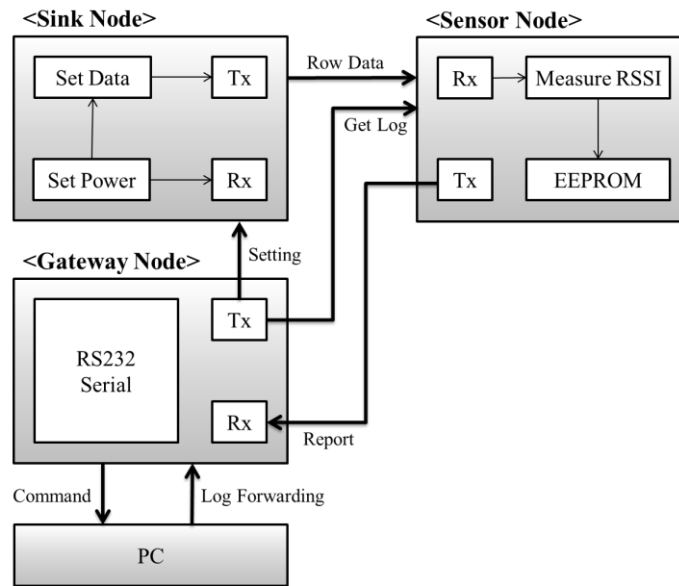 <Sink Node>
Set Data
Tx
Set Power
Rx
Row Data
Get Log
<Sensor Node>
Rx
Measure RSSI
Tx
EEPROM
Setting
<Gateway Node>
RS232
Serial
Tx
Rx
Report
Command
Log Forwarding
PC